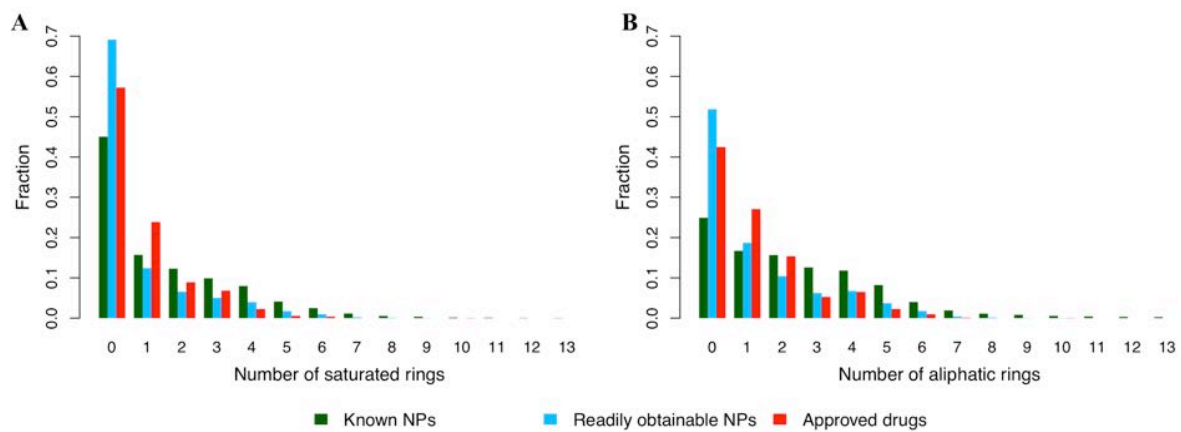 A
Fraction
0.0 0.1 0.2 0.3 0.4 0.5 0.6 0.7
0 1 2 3 4 5 6 7 8 9 10 11 12 13
Number of saturated rings
B
Fraction
0.0 0.1 0.2 0.3 0.4 0.5 0.6 0.7
0 1 2 3 4 5 6 7 8 9 10 11 12 13
Number of aliphatic rings
Known NPs Readily obtainable NPs Approved drugs